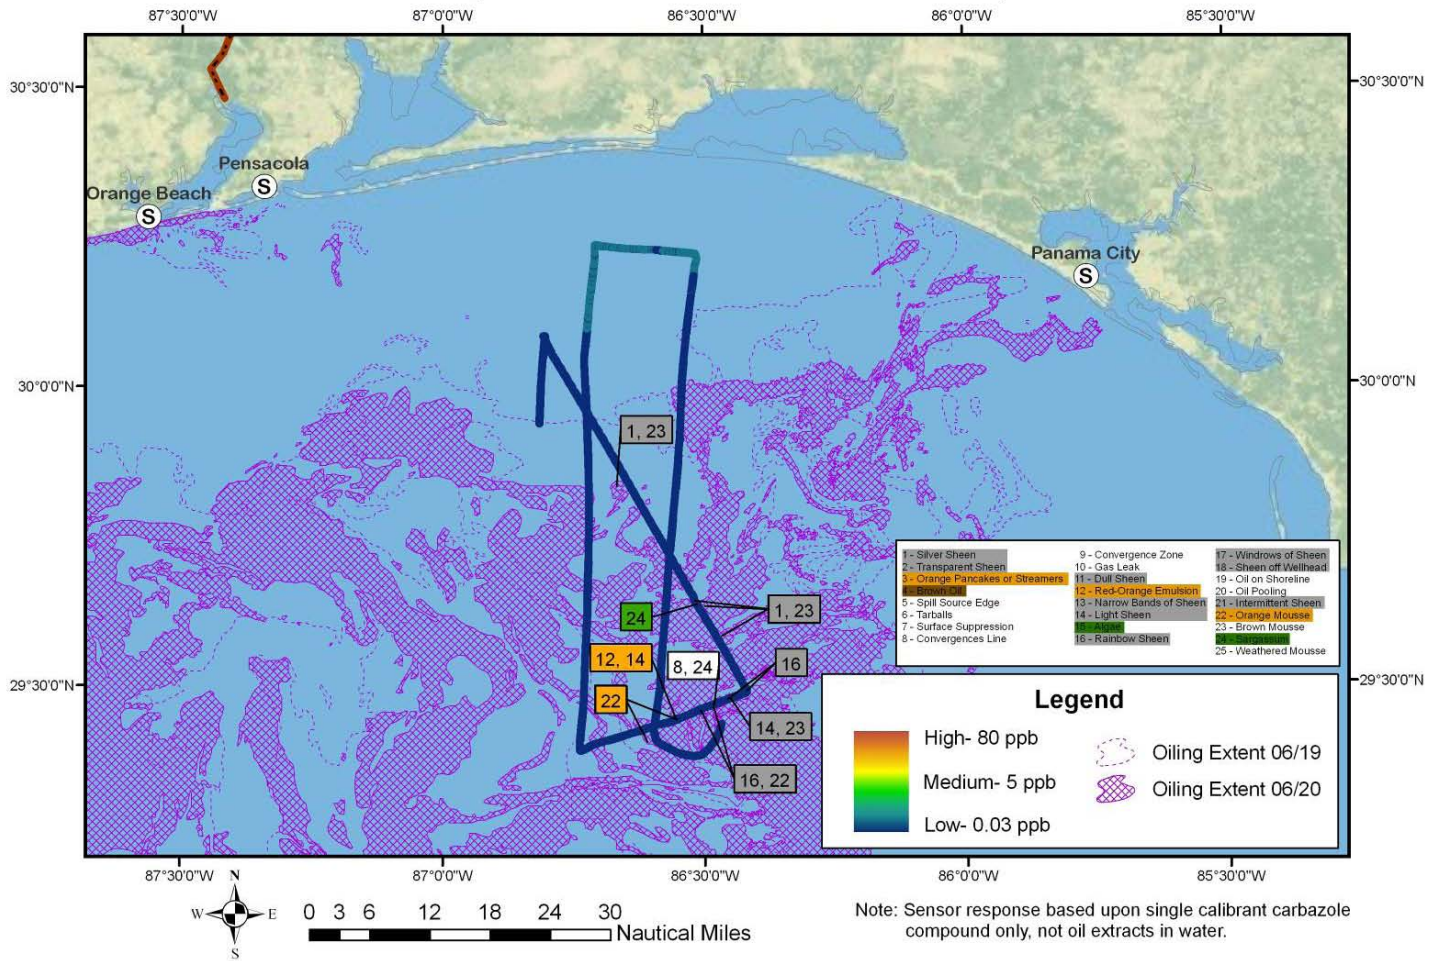 87°30'0"W 87°0'0"W 86°30'0"W 86°0'0"W 85°30'0"W
30°30'0"N 30°30'0"N
Pensacola
S
Orange Beach
S
Panama City
S
30°0'0"N 30°0'0"N
1, 23
24
1, 23
12, 14
8, 24
16
22
14, 23
16, 22
29°30'0"N 29°30'0"N
1 - Silver Sheen
2 - Transparent Sheen
3 - Orange Pancakes or Streamers
4 - Brown Oil
5 - Spill Source Edge
6 - Tarballs
7 - Surface Suppression
8 - Convergences Line
9 - Convergence Zone
10 - Gas Leak
11 - Dull Sheen
12 - Red-Orange Emulsion
13 - Narrow Bands of Sheen
14 - Light Sheen
15 - Algae
16 - Rainbow Sheen
17 - Windrows of Sheen
18 - Sheen off Wellhead
19 - Oil on Shoreline
20 - Oil Pooling
21 - Intermittent Sheen
22 - Orange Mousse
23 - Brown Mousse
24 - Sargassum
25 - Weathered Mousse
Legend
High- 80 ppb
Medium- 5 ppb
Low- 0.03 ppb
Oiling Extent 06/19
Oiling Extent 06/20
87°30'0"W 87°0'0"W 86°30'0"W 86°0'0"W 85°30'0"W
N
W E
S
0 3 6 12 18 24 30
Nautical Miles
Note: Sensor response based upon single calibrant carbazole
compound only, not oil extracts in water.